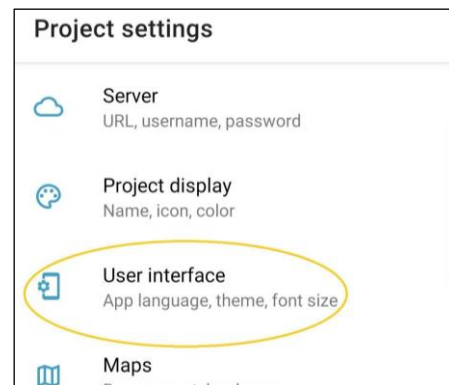 Project settings
Server
URL, username, password
Project display
Name, icon, color
User interface
App language, theme, font size
Maps